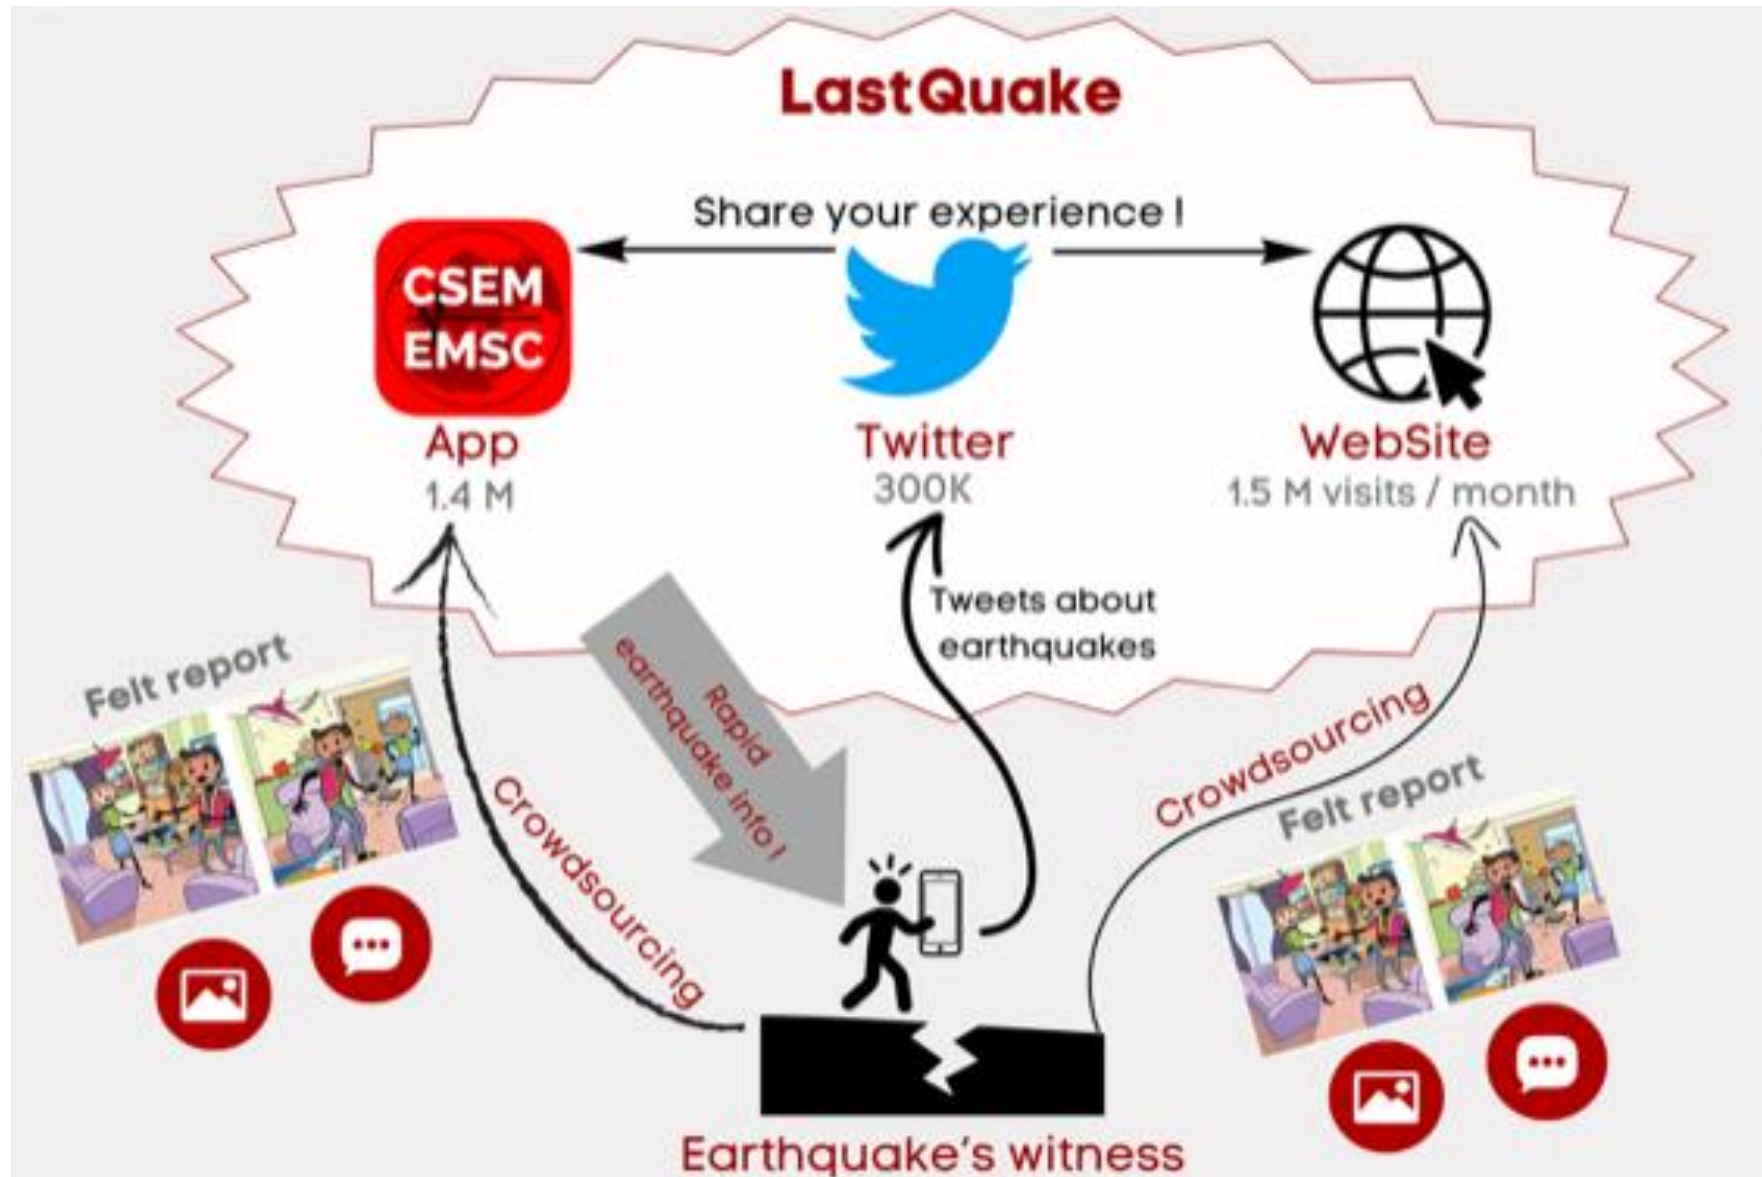 LastQuake
Share your experience !
CSEM
EMSC
App
1.4 M
Twitter
300K
WebSite
1.5 M visits / month
Tweets about
earthquakes
Rapid
earthquake info !
Felt report
Crowdsourcing
Crowdsourcing
Felt report
Earthquake's witness